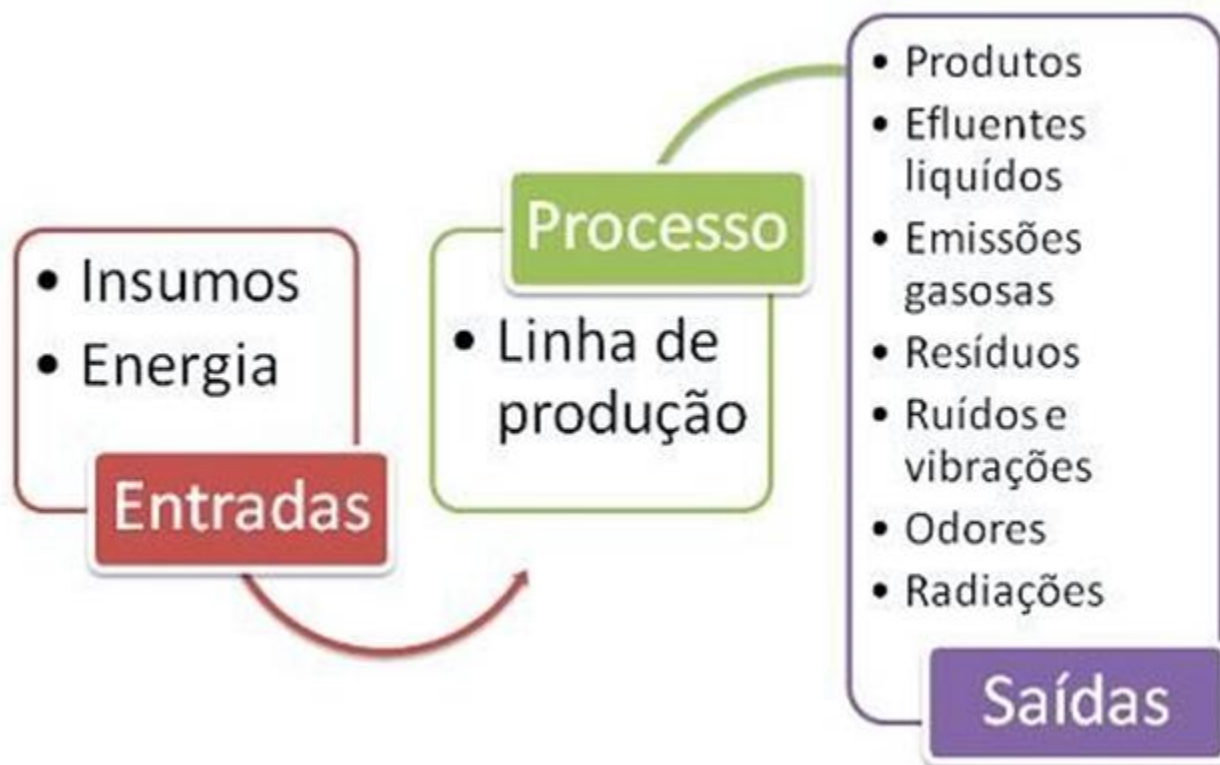 • Insumos
• Energia
Entradas
Processo
• Linha de
produção
• Produtos
• Efluentes
liquídos
• Emissões
gasosas
• Resíduos
• Ruídos e
vibrações
• Odores
• Radiações
Saídas